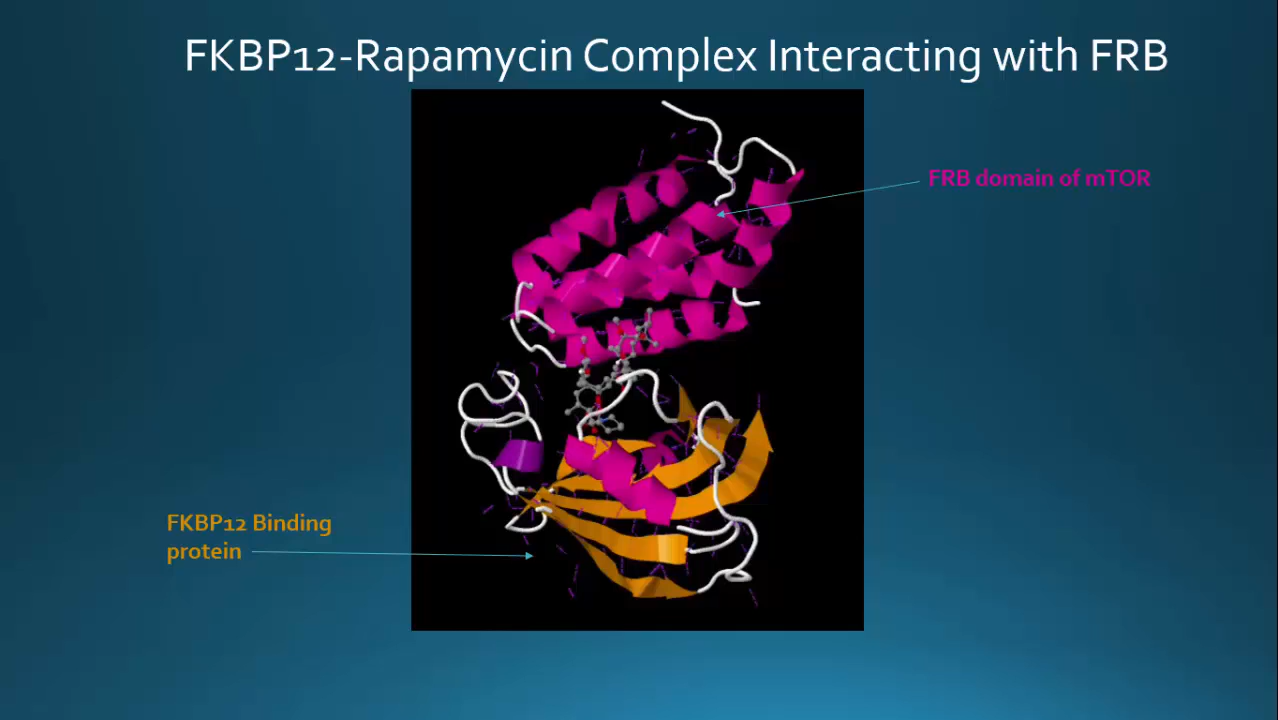 FKBP12-Rapamycin Complex Interacting with FRB
FRB domain of mTOR
FKBP12 Binding
protein